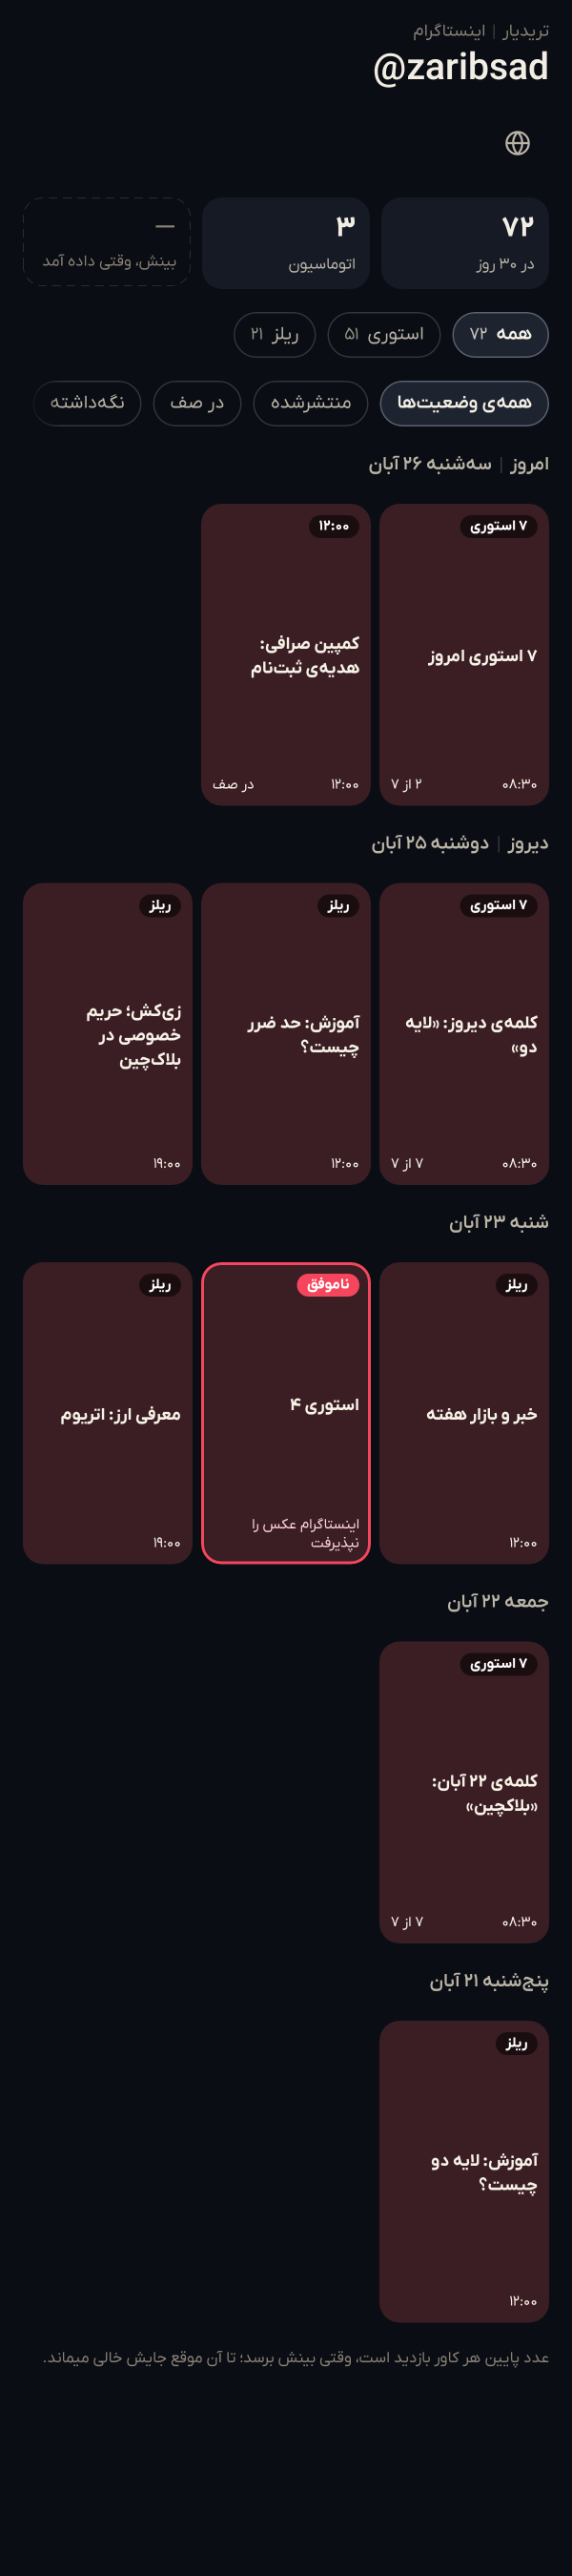 تریدیار | اینستاگرام
@zaribsad
۷۲
در ۳۰ روز
۳
اتوماسیون
—
بینش، وقتی داده آمد
همه ۷۲
استوری ۵۱
ریلز ۲۱
همه‌ی وضعیت‌ها
منتشرشده
در صف
نگه‌داشته
امروز | سه‌شنبه ۲۶ آبان
۷ استوری
۷ استوری امروز
۰۸:۳۰
۲ از ۷
۱۲:۰۰
کمپین صرافی:
هدیه‌ی ثبت‌نام
۱۲:۰۰
در صف
دیروز | دوشنبه ۲۵ آبان
۷ استوری
کلمه‌ی دیروز: «لایه
دو»
۰۸:۳۰
۷ از ۷
ریلز
آموزش: حد ضرر
چیست؟
۱۲:۰۰
ریلز
زی‌کش؛ حریم
خصوصی در
بلاک‌چین
۱۹:۰۰
شنبه ۲۳ آبان
ریلز
خبر و بازار هفته
۱۲:۰۰
ناموفق
استوری ۴
اینستاگرام عکس را
نپذیرفت
ریلز
معرفی ارز: اتریوم
۱۹:۰۰
جمعه ۲۲ آبان
۷ استوری
کلمه‌ی ۲۲ آبان:
«بلاکچین»
۰۸:۳۰
۷ از ۷
پنج‌شنبه ۲۱ آبان
ریلز
آموزش: لایه دو
چیست؟
۱۲:۰۰
عدد پایین هر کاور بازدید است، وقتی بینش برسد؛ تا آن موقع جایش خالی میماند.